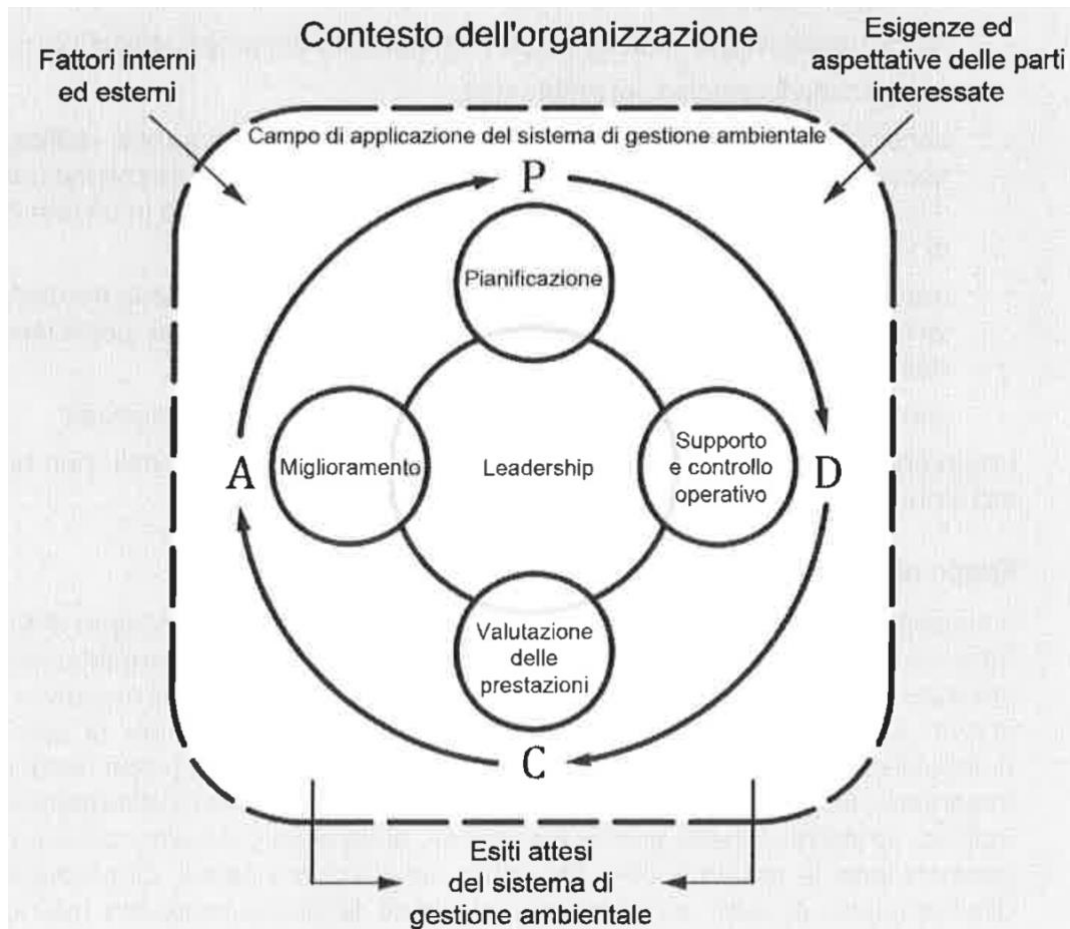 Contesto dell'organizzazione
Fattori interni
ed esterni
Esigenze ed
aspettative delle parti
interessate
Campo di applicazione del sistema di gestione ambientale
P
Pianificazione
A
Miglioramento
Leadership
Supporto
e controllo
operativo
D
Valutazione
delle
prestazioni
C
Esiti attesi
del sistema di
gestione ambientale